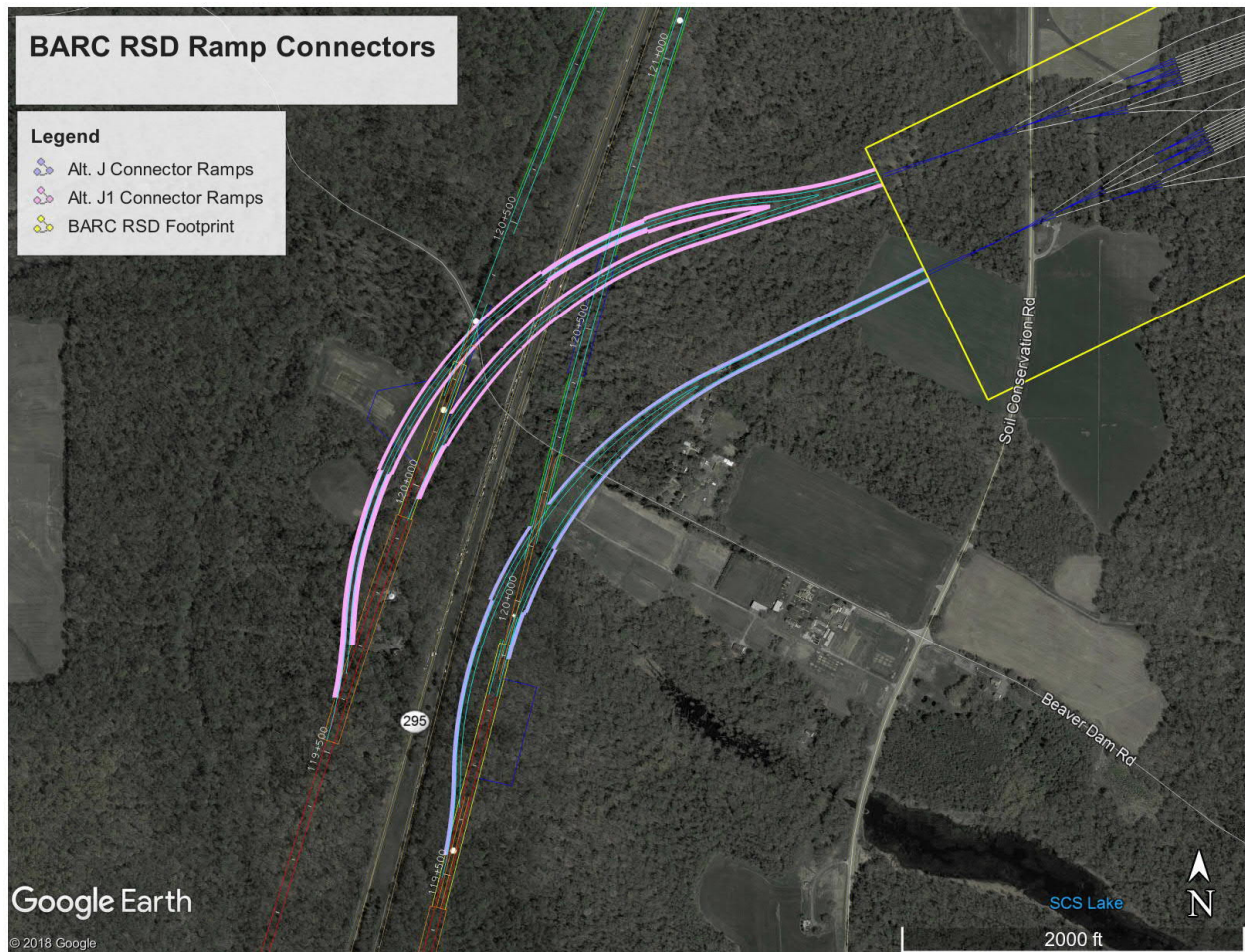 BARC RSD Ramp Connectors
Legend
Alt. J Connector Ramps
Alt. J1 Connector Ramps
BARC RSD Footprint
121+000
120+500
120+500
Soil Conservation Rd
120+000
120+000
295
119+500
119+500
Beaver Dam Rd
SCS Lake
N
Google Earth
© 2018 Google
2000 ft